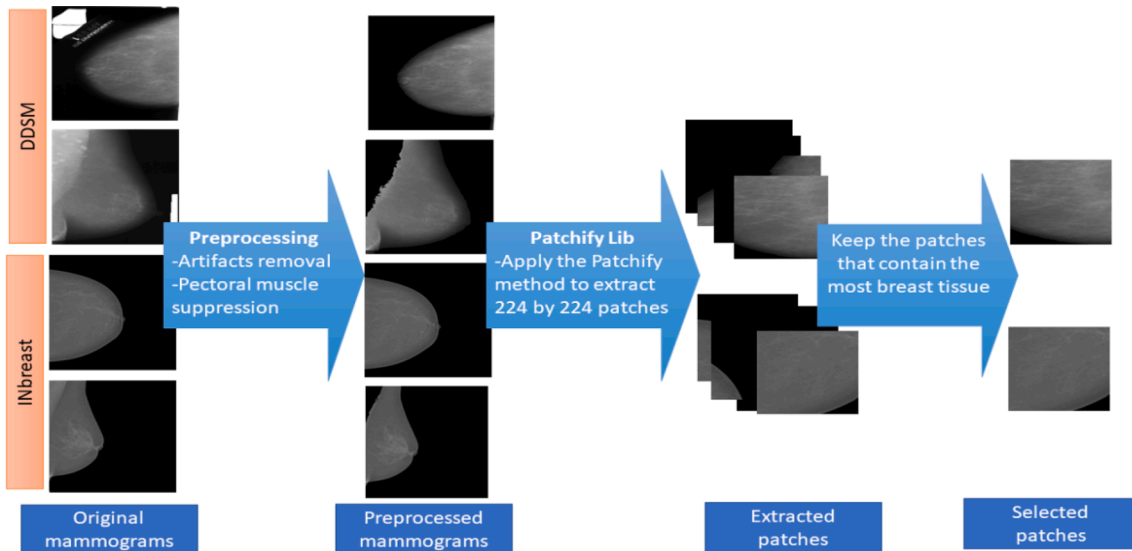 DDSM
INbreast
Preprocessing
-Artifacts removal
-Pectoral muscle
suppression
Patchify Lib
-Apply the Patchify
method to extract
224 by 224 patches
Keep the patches
that contain the
most breast tissue
Original
mammograms
Preprocessed
mammograms
Extracted
patches
Selected
patches